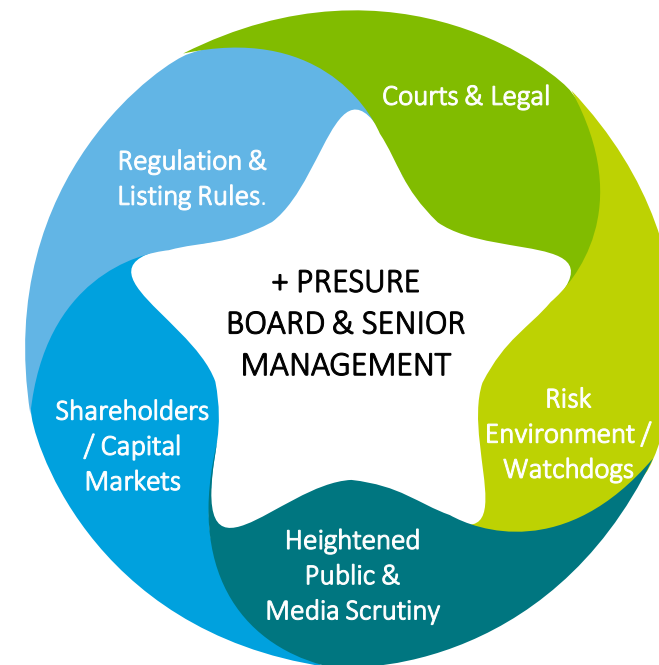 Courts & Legal
Regulation &
Listing Rules.
+ PRESURE
BOARD & SENIOR
MANAGEMENT
Shareholders
/ Capital
Markets
Risk
Environment /
Watchdogs
Heightened
Public &
Media Scrutiny